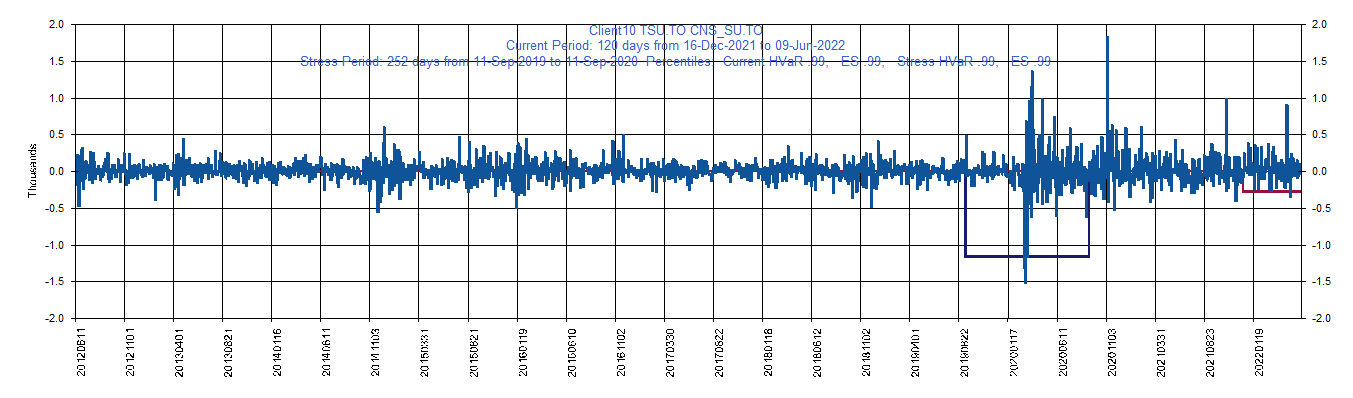 Client10 TSU.TO CNS_SU.TO
Current Period: 120 days from 16-Dec-2021 to 09-Jun-2022
Stress Period: 252 days from 11-Sep-2019 to 11-Sep-2020 Percentiles: Current HVaR .99, ES .99, Stress HVaR .99, ES .99
2.0 2.0
1.5 1.5
1.0 1.0
0.5 0.5
0.0 0.0
-0.5 -0.5
-1.0 -1.0
-1.5 -1.5
-2.0 -2.0
Thousands
20120611 20121101 20130401 20130821 20140116 20140611 20141103 20150331 20150821 20160119 20160610 20161102 20170330 20170822 20180116 20180612 20181102 20190401 20190822 20200117 20200611 20201103 20210331 20210823 20220119